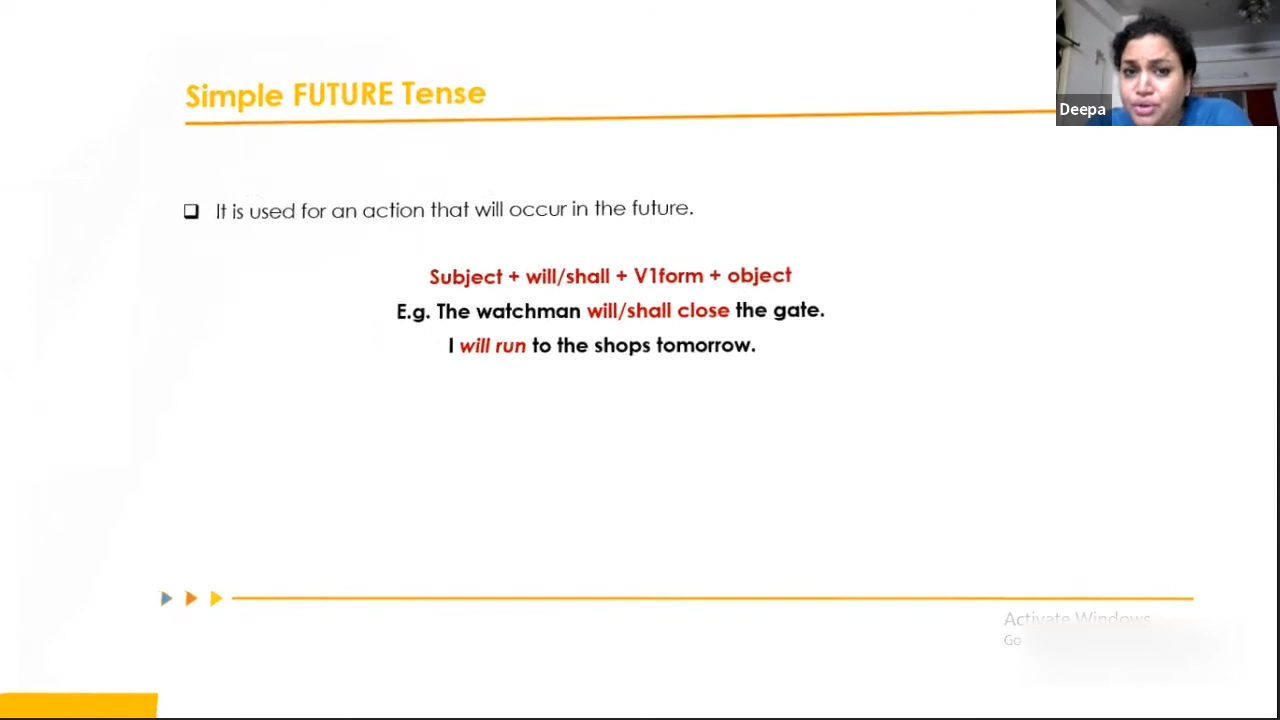 Simple FUTURE Tense
Deepa
It is used for an action that will occur in the future.
Subject + will/shall + V1form + object
E.g. The watchman will/shall close the gate.
I will run to the shops tomorrow.
Activate Windows
Go